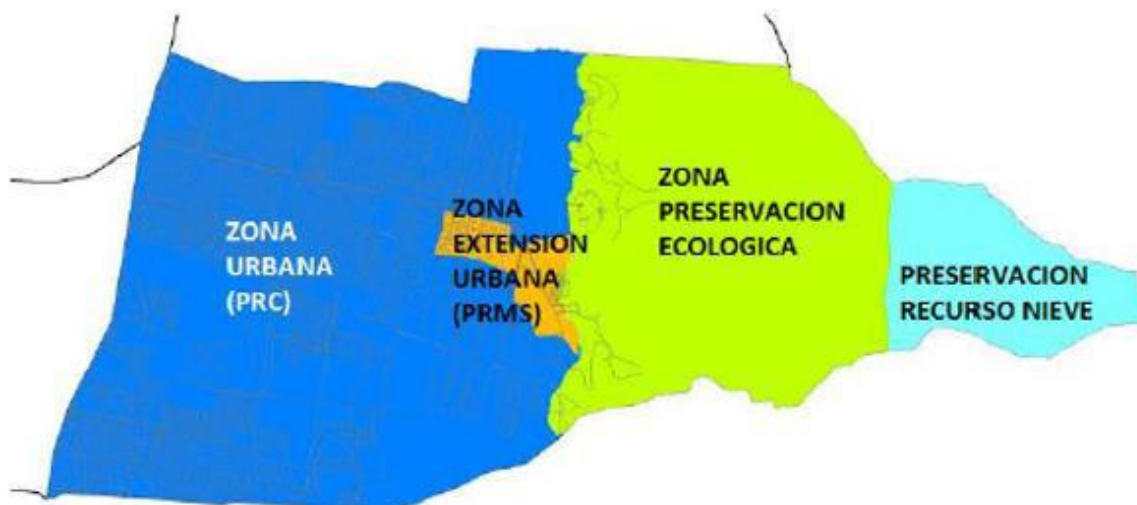 ZONA
URBANA
(PRC)
ZONA
EXTENSION
URBANA
(PRMS)
ZONA
PRESERVACION
ECOLOGICA
PRESERVACION
RECURSO NIEVE